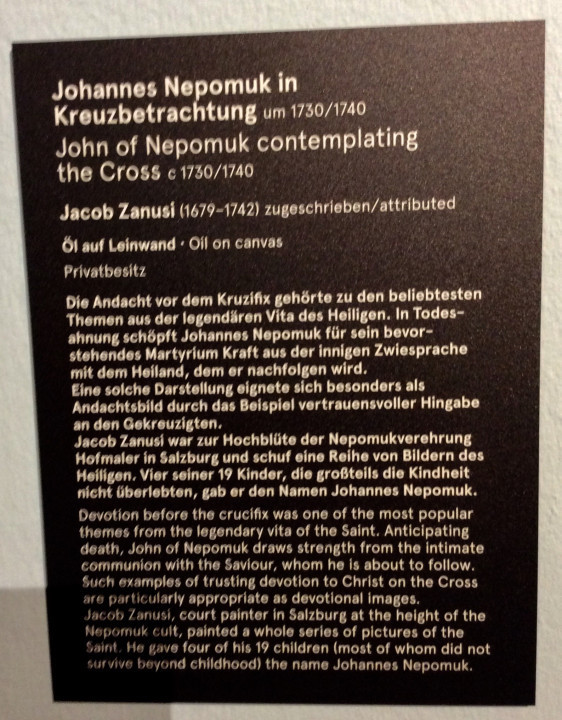 Johannes Nepomuk in
Kreuzbetrachtung um 1730/1740
John of Nepomuk contemplating
the Cross c 1730/1740
Jacob Zanusi (1679–1742) zugeschrieben/attributed
Öl auf Leinwand · Oil on canvas
Privatbesitz
Die Andacht vor dem Kruzifix gehörte zu den beliebtesten
Themen aus der legendären Vita des Heiligen. In Todes-
ahnung schöpft Johannes Nepomuk für sein bevor-
stehendes Martyrium Kraft aus der innigen Zwiesprache
mit dem Heiland, dem er nachfolgen wird.
Eine solche Darstellung eignete sich besonders als
Andachtsbild durch das Beispiel vertrauensvoller Hingabe
an den Gekreuzigten.
Jacob Zanusi war zur Hochblüte der Nepomukverehrung
Hofmaler in Salzburg und schuf eine Reihe von Bildern des
Heiligen. Vier seiner 19 Kinder, die großteils die Kindheit
nicht überlebten, gab er den Namen Johannes Nepomuk.
Devotion before the crucifix was one of the most popular
themes from the legendary vita of the Saint. Anticipating
death, John of Nepomuk draws strength from the intimate
communion with the Saviour, whom he is about to follow.
Such examples of trusting devotion to Christ on the Cross
are particularly appropriate as devotional images.
Jacob Zanusi, court painter in Salzburg at the height of the
Nepomuk cult, painted a whole series of pictures of the
Saint. He gave four of his 19 children (most of whom did not
survive beyond childhood) the name Johannes Nepomuk.